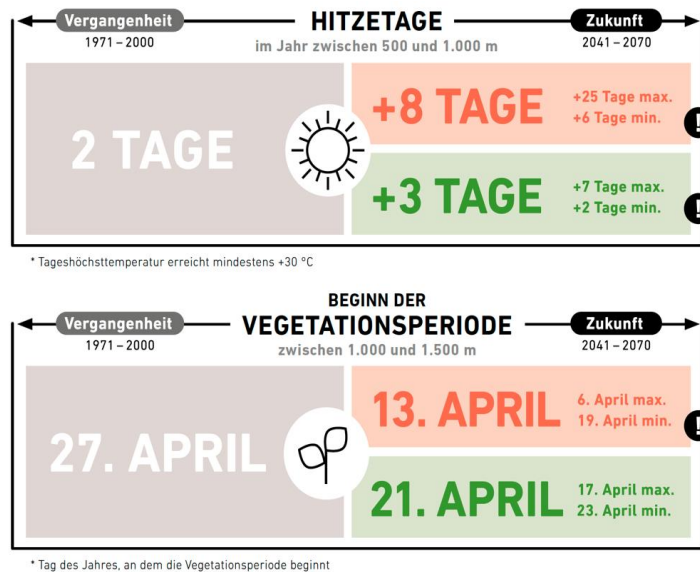 Vergangenheit
1971 – 2000
HITZETAGE
im Jahr zwischen 500 und 1.000 m
Zukunft
2041 – 2070
2 TAGE
+8 TAGE
+25 Tage max.
+6 Tage min.
!
+3 TAGE
+7 Tage max.
+2 Tage min.
!
* Tageshöchsttemperatur erreicht mindestens +30 °C
Vergangenheit
1971 – 2000
BEGINN DER
VEGETATIONSPERIODE
zwischen 1.000 und 1.500 m
Zukunft
2041 – 2070
27. APRIL
13. APRIL
6. April max.
19. April min.
!
21. APRIL
17. April max.
23. April min.
* Tag des Jahres, an dem die Vegetationsperiode beginnt